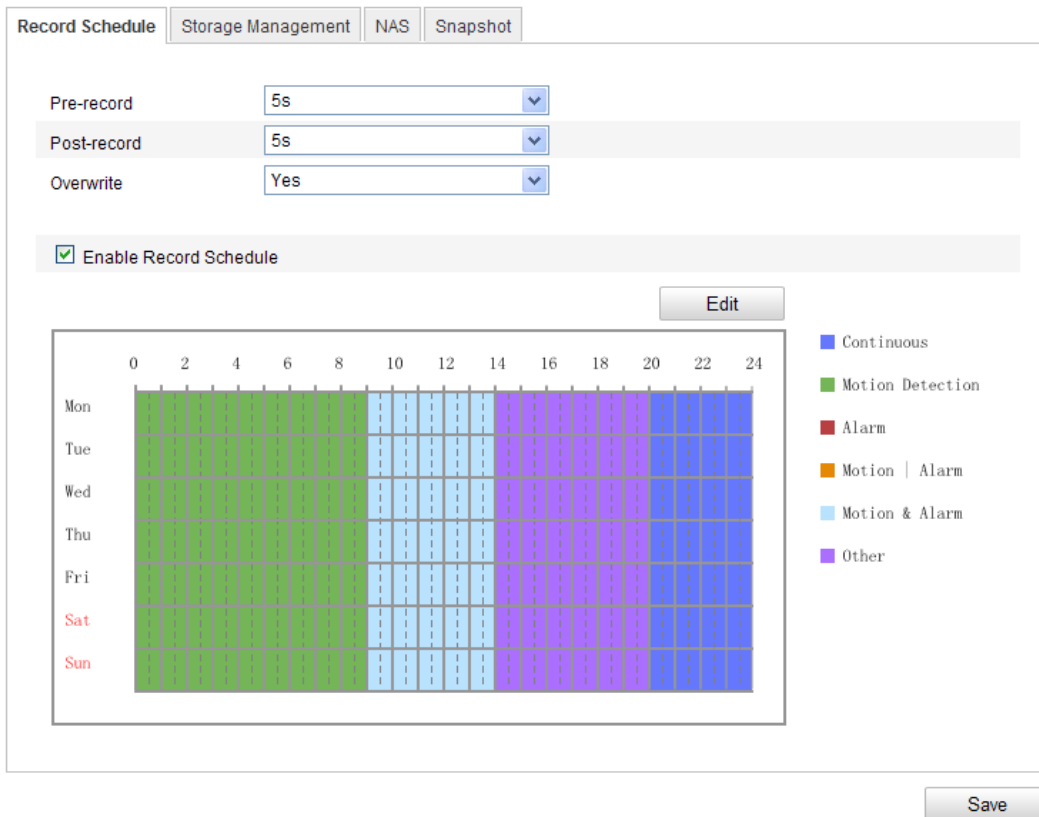 Record Schedule Storage Management NAS Snapshot
Pre-record 5s
Post-record 5s
Overwrite Yes
Enable Record Schedule
Edit
0 2 4 6 8 10 12 14 16 18 20 22 24
Mon
Tue
Wed
Thu
Fri
Sat
Sun
Continuous
Motion Detection
Alarm
Motion | Alarm
Motion & Alarm
Other
Save